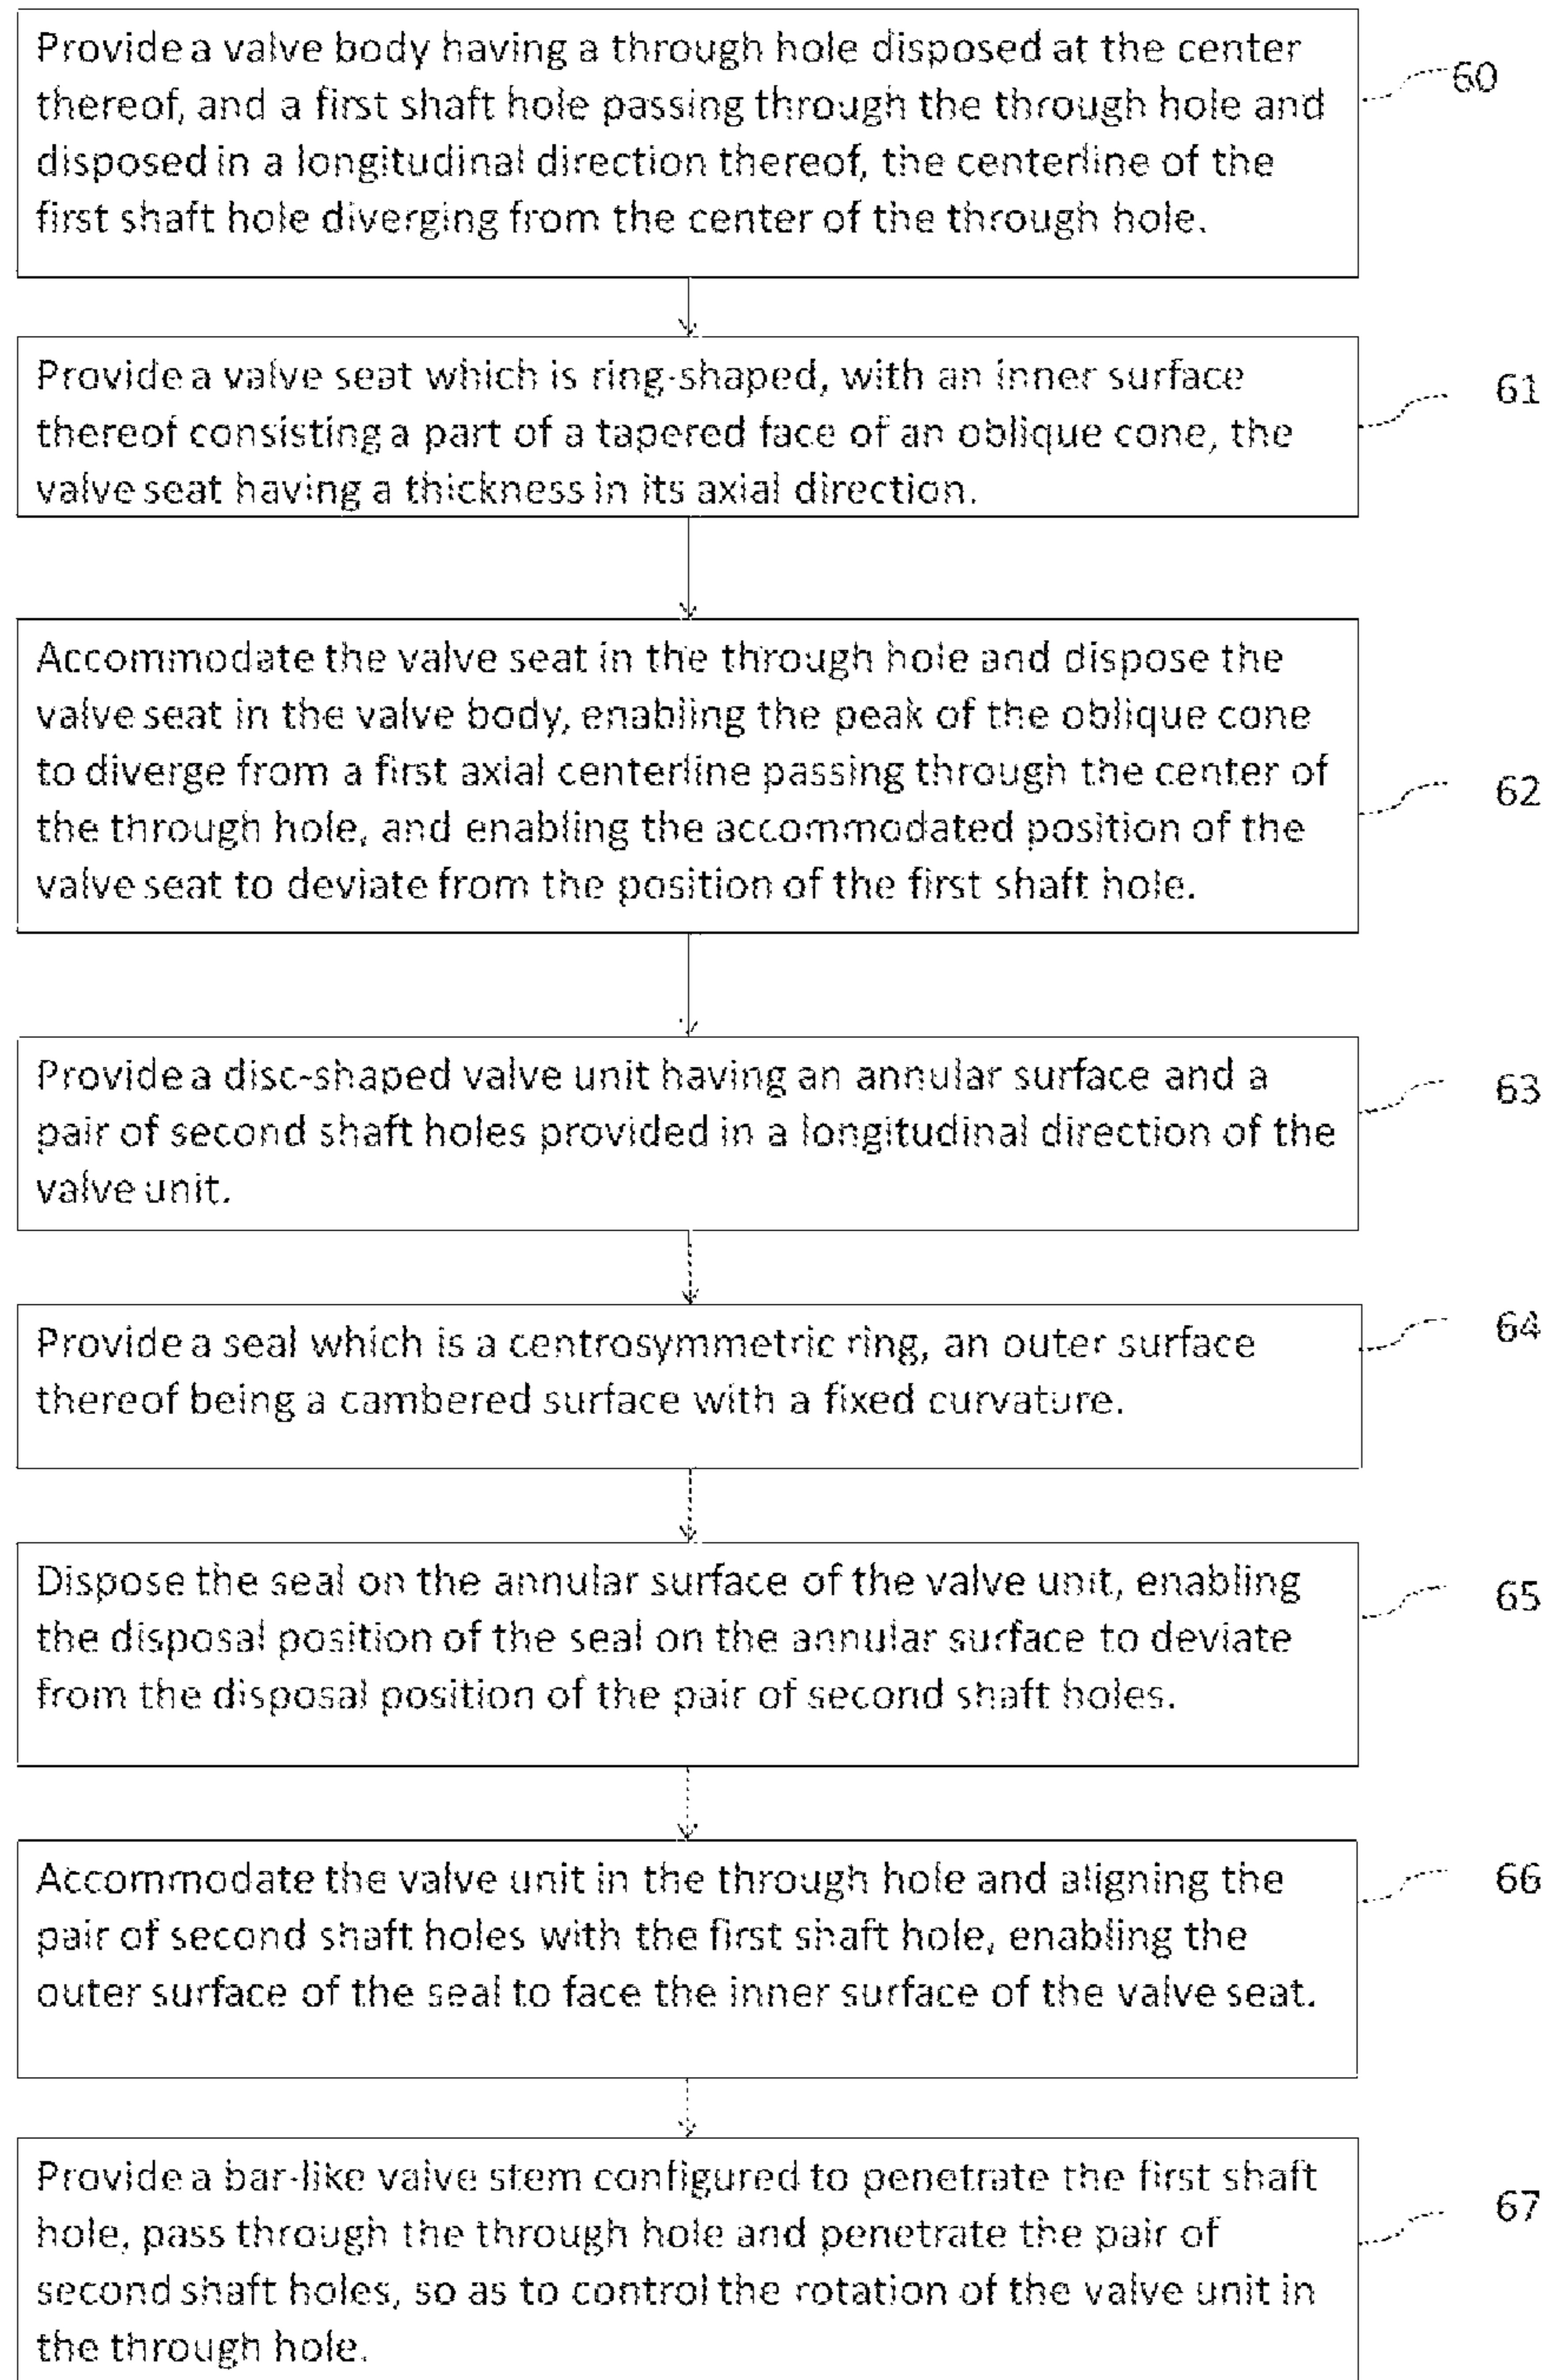 Provide a valve body having a through hole disposed at the center
60
thereof, and a first shaft hole passing through the through hole and
disposed in a longitudinal direction thereof, the centerline of the
first shaft hole diverging from the center of the through hole.
Provide a valve seat which is ring-shaped, with an inner surface
61
thereof consisting a part of a tapered face of an oblique cone, the
valve seat having a thickness in its axial direction.
Accommodate the valve seat in the through hole and dispose the
valve seat in the valve body, enabling the peak of the oblique cone
to diverge from a first axial centerline passing through the center of
62
the through hole, and enabling the accommodated position of the
valve seat to deviate from the position of the first shaft hole.
Provide a disc-shaped valve unit having an annular surface and a
63
pair of second shaft holes provided in a longitudinal direction of the
valve unit.
Provide a seal which is a centrosymmetric ring, an outer surface
64
thereof being a cambered surface with a fixed curvature.
Dispose the seal on the annular surface of the valve unit, enabling
65
the disposal position of the seal on the annular surface to deviate
from the disposal position of the pair of second shaft holes.
Accommodate the valve unit in the through hole and aligning the
66
pair of second shaft holes with the first shaft hole, enabling the
outer surface of the seal to face the inner surface of the valve seat.
Provide a bar-like valve stem configured to penetrate the first shaft
67
hole, pass through the through hole and penetrate the pair of
second shaft holes, so as to control the rotation of the valve unit in
the through hole.